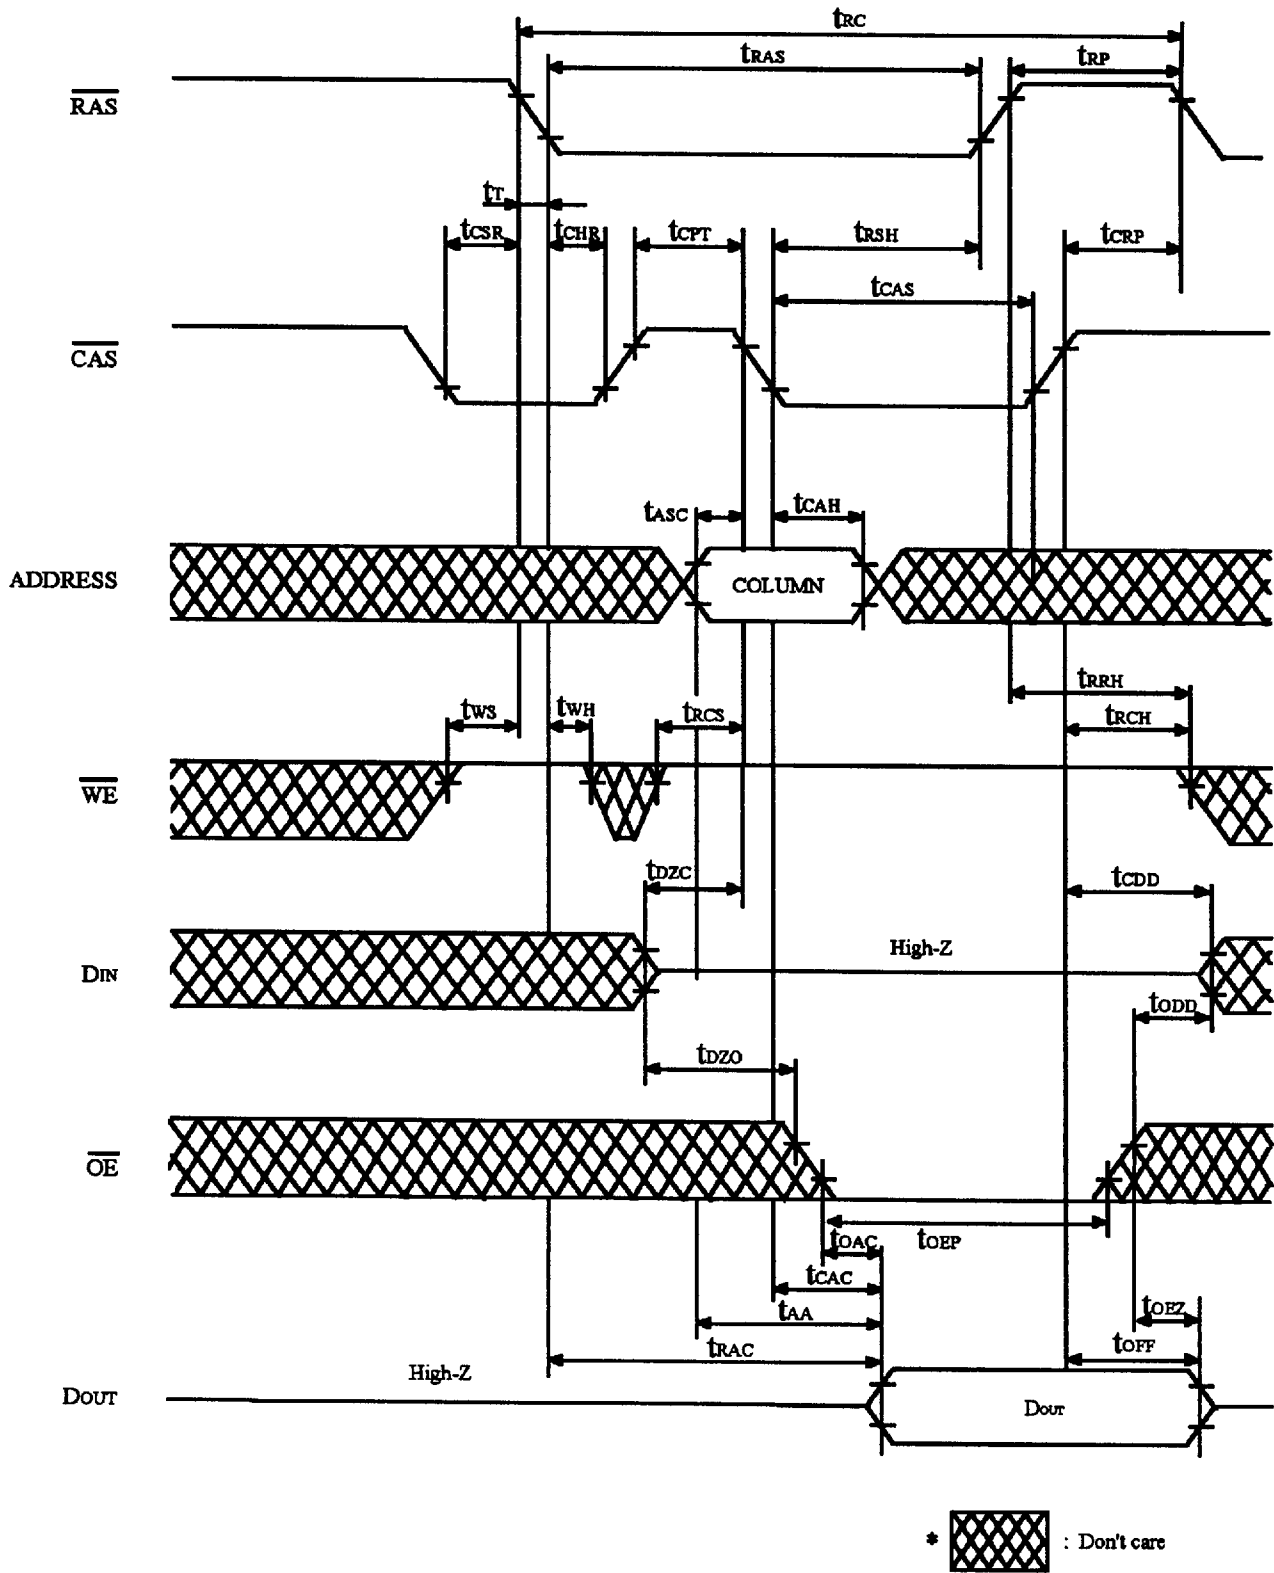 tRC
tRAS
tRP
RAS
tT
tCSR
tCHR
tCPT
tRSH
tCRP
tCAS
CAS
tASC
tCAH
ADDRESS
COLUMN
tRRH
tWS
tWH
tRCS
tRCH
WE
tDZC
tCDD
High-Z
DIN
tODD
tDZO
OE
tOAC
tOEP
tCAC
tAA
tOEZ
tRAC
tOFF
High-Z
DOUT
DOUT
* : Don't care